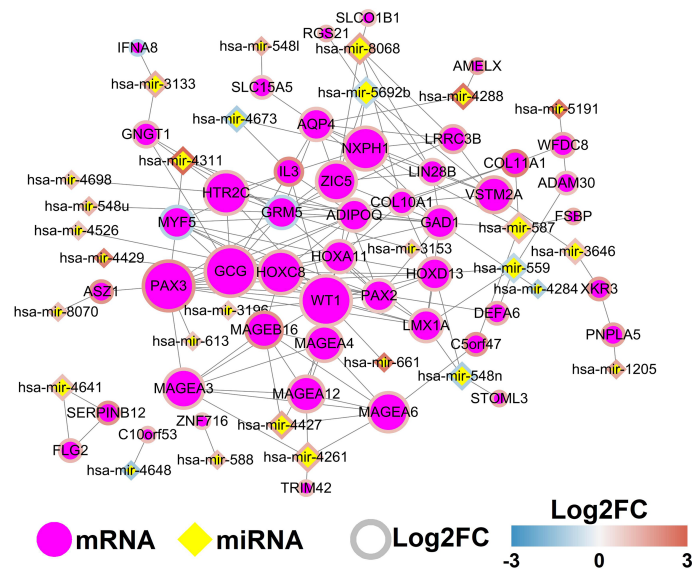 SLCO1B1
RGS21
IFNA8
hsa-mir-548l
hsa-mir-8068
AMELX
hsa-mir-3133
SLC15A5
hsa-mir-5692b
hsa-mir-4288
hsa-mir-5191
hsa-mir-4673
AQP4
GNGT1
LRRC3B
WFDC8
NXPH1
hsa-mir-4311
COL11A1
IL3
LIN28B
hsa-mir-4698
ZIC5
ADAM30
HTR2C
VSTM2A
hsa-mir-548u
COL10A1
GRM5
ADIPOQ
FSBP
MYF5
GAD1
hsa-mir-587
hsa-mir-4526
hsa-mir-3153
hsa-mir-3646
hsa-mir-4429
HOXA11
GCG
HOXC8
HOXD13
hsa-mir-559
PAX3
hsa-mir-4284
XKR3
ASZ1
PAX2
WT1
hsa-mir-8070
hsa-mir-3196
DEFA6
LMX1A
MAGEB16
PNPLA5
hsa-mir-613
MAGEA4
C5orf47
hsa-mir-661
hsa-mir-1205
hsa-mir-548n
hsa-mir-4641
MAGEA3
MAGEA12
STOML3
SERPINB12
MAGEA6
ZNF716
hsa-mir-4427
C10orf53
FLG2
hsa-mir-588
hsa-mir-4261
hsa-mir-4648
TRIM42
Log2FC
mRNA
miRNA
Log2FC
-3
0
3